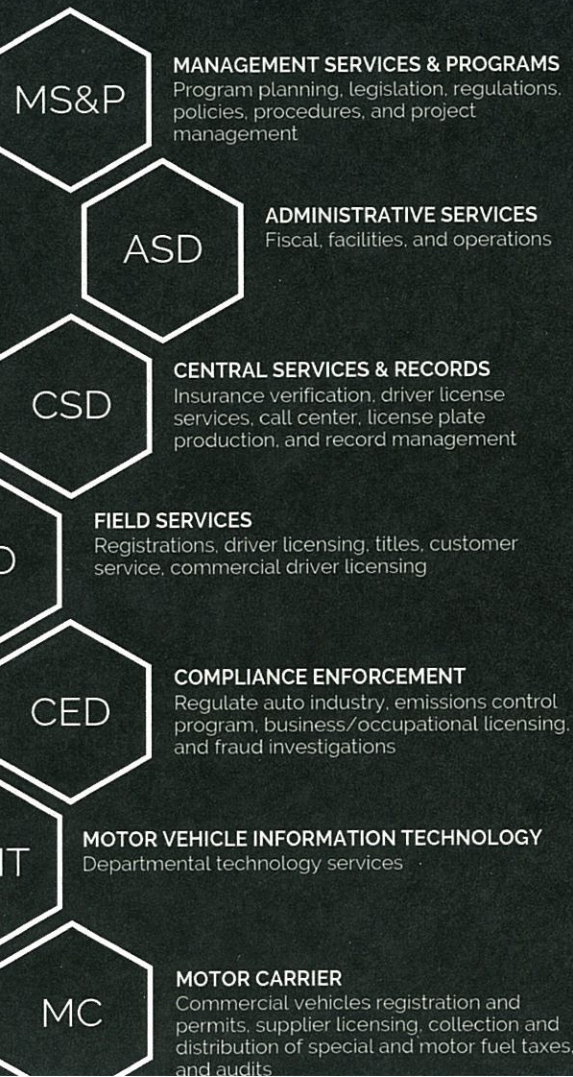 MS&P
MANAGEMENT SERVICES & PROGRAMS
Program planning, legislation, regulations,
policies, procedures, and project
management
ASD
ADMINISTRATIVE SERVICES
Fiscal, facilities, and operations
CSD
CENTRAL SERVICES & RECORDS
Insurance verification, driver license
services, call center, license plate
production, and record management
D
FIELD SERVICES
Registrations, driver licensing, titles, customer
service, commercial driver licensing
CED
COMPLIANCE ENFORCEMENT
Regulate auto industry, emissions control
program, business/occupational licensing,
and fraud investigations
IT
MOTOR VEHICLE INFORMATION TECHNOLOGY
Departmental technology services
MC
MOTOR CARRIER
Commercial vehicles registration and
permits, supplier licensing, collection and
distribution of special and motor fuel taxes,
and audits